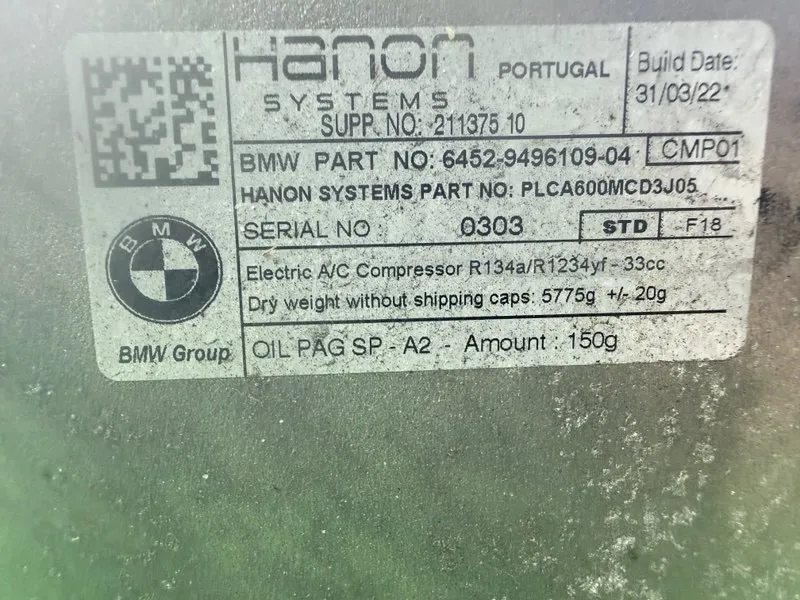 Hanon PORTUGAL
SYSTEMS
SUPP. NO: 211375 10
Build Date:
31/03/22
BMW PART NO: 6452-9496109-04
CMP01
HANON SYSTEMS PART NO: PLCA600MCD3J05
SERIAL NO : 0303 STD F18
Electric A/C Compressor R134a/R1234yf - 33cc
Dry weight without shipping caps: 5775g +/- 20g
OIL PAG SP - A2 - Amount : 150g
BMW
BMW Group